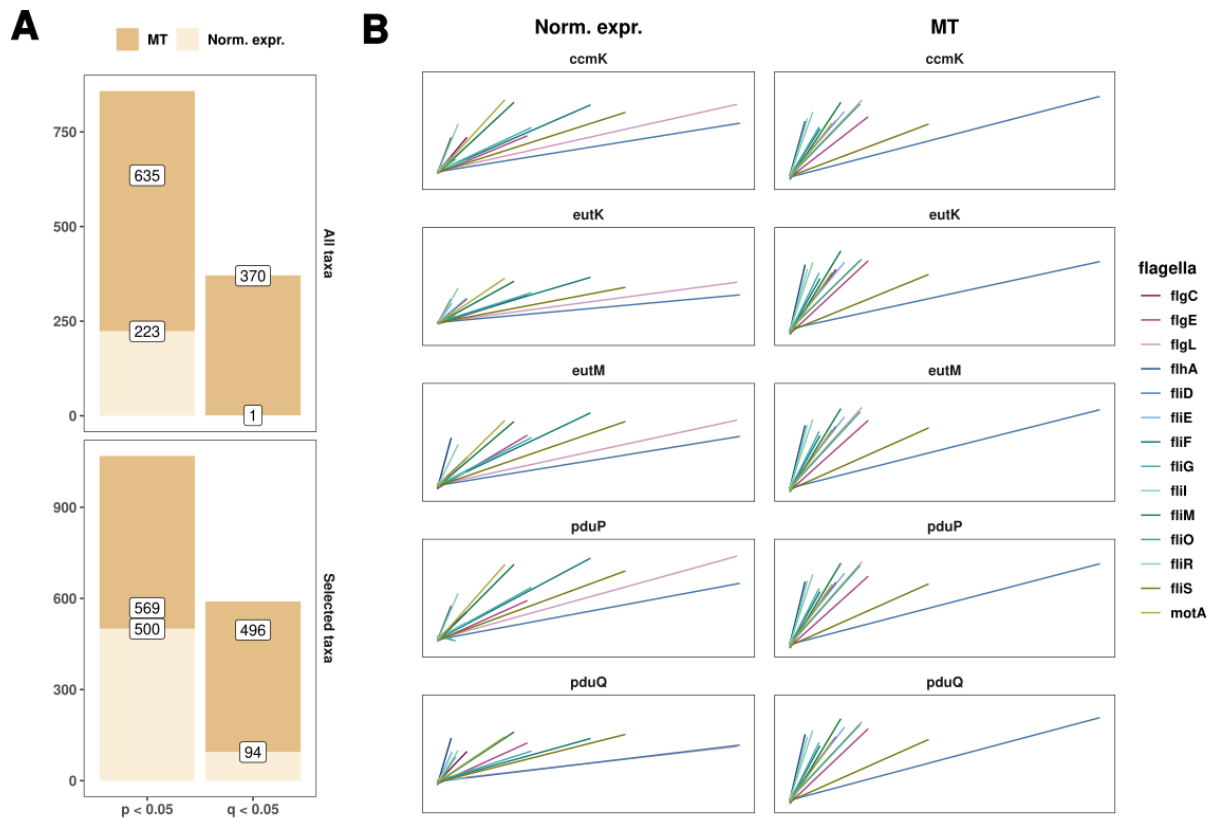 A
MT Norm. expr.
750
500
250
0
635
223
370
1
All taxa
900
600
300
0
569
500
496
94
Selected taxa
p < 0.05 q < 0.05
B
Norm. expr. MT
ccmK ccmK
eutK eutK
eutM eutM
pduP pduP
pduQ pduQ
flagella
flgC
flgE
flgL
flhA
fliD
fliE
fliF
fliG
fliI
fliM
fliO
fliR
fliS
motA